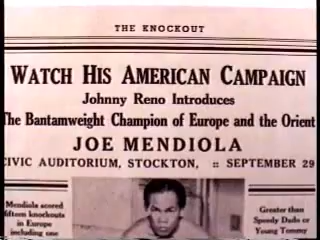 THE KNOCKOUT
WATCH HIS AMERICAN CAMPAIGN
Johnny Reno Introduces
The Bantamweight Champion of Europe and the Orient
JOE MENDIOLA
CIVIC AUDITORIUM, STOCKTON, :: SEPTEMBER 29
Mendiola scored
fifteen knockouts
in Europe
including one
Greater than
Speedy Dado
or
Young Tommy